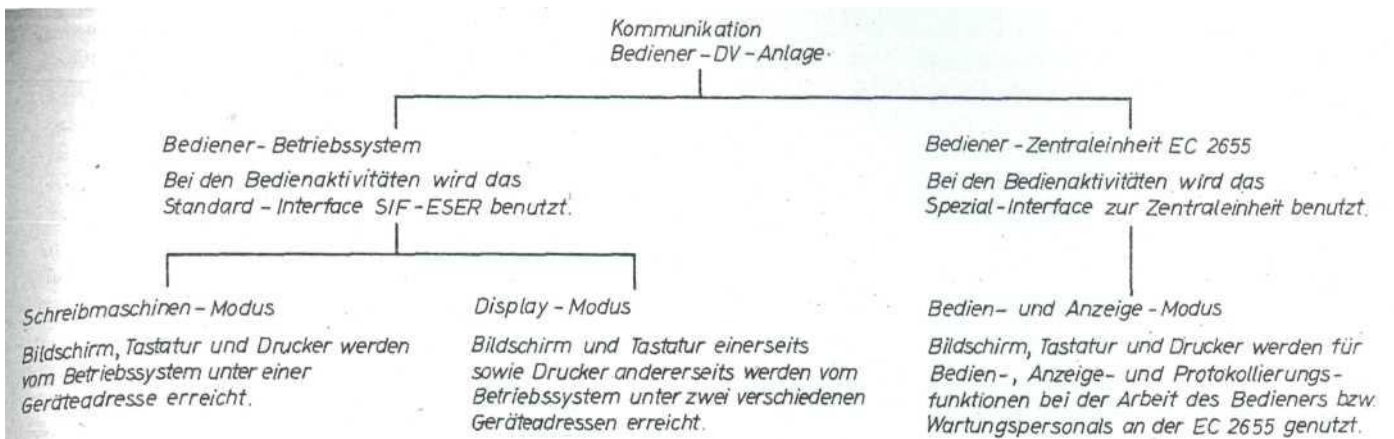 Kommunikation
Bediener-DV-Anlage.
Bediener-Betriebssystem
Bei den Bedienaktivitäten wird das
Standard-Interface SIF-ESER benutzt.
Bediener-Zentraleinheit EC 2655
Bei den Bedienaktivitäten wird das
Spezial-Interface zur Zentraleinheit benutzt.
Schreibmaschinen-Modus
Bildschirm, Tastatur und Drucker werden
vom Betriebssystem unter einer
Geräteadresse erreicht.
Display-Modus
Bildschirm und Tastatur einerseits
sowie Drucker andererseits werden vom
Betriebssystem unter zwei verschiedenen
Geräteadressen erreicht.
Bedien- und Anzeige-Modus
Bildschirm, Tastatur und Drucker werden für
Bedien-, Anzeige- und Protokollierungs-
funktionen bei der Arbeit des Bedieners bzw.
Wartungspersonals an der EC 2655 genutzt.